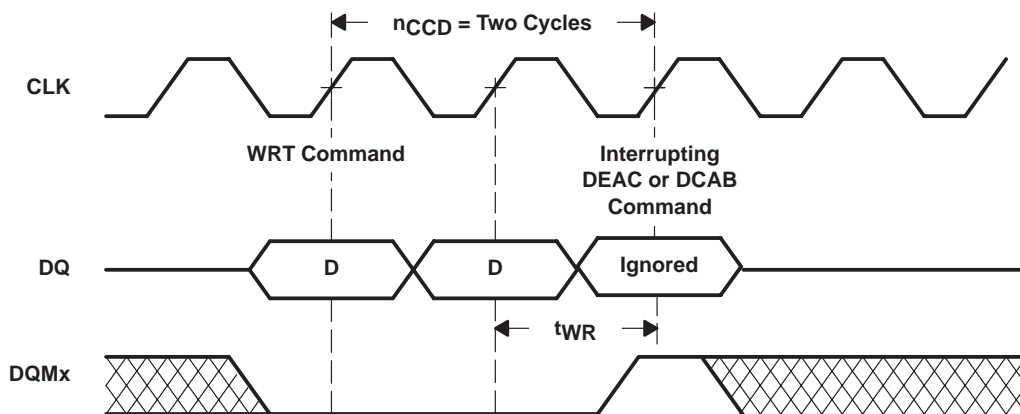 nCCD = Two Cycles
CLK
WRT Command
Interrupting
DEAC or DCAB
Command
DQ
D
D
Ignored
tWR
DQMx